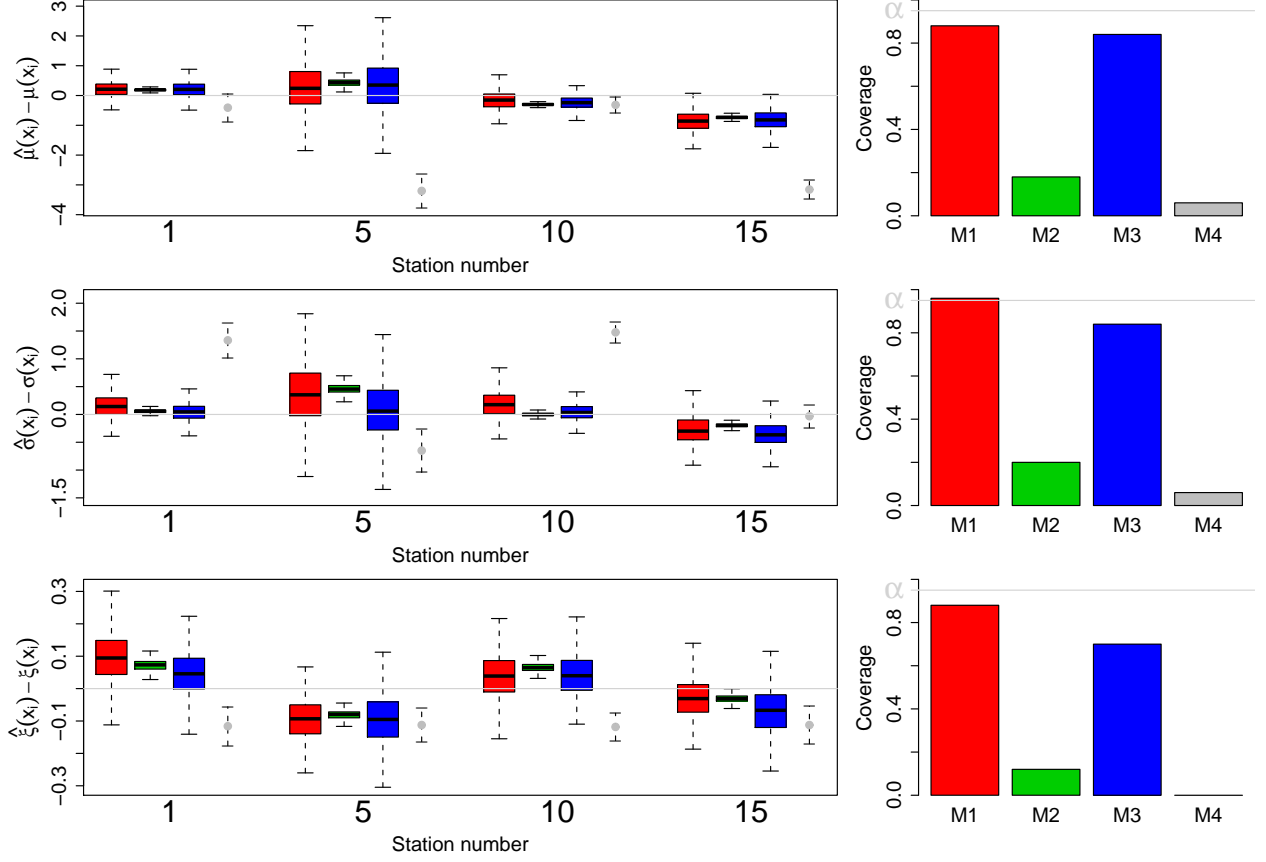 3
2
1
0
−2
−4
μ̂(xᵢ) − μ(xᵢ)
1 5 10 15
Station number
α
0.8
0.4
0.0
Coverage
M1 M2 M3 M4
2.0
1.0
0.0
−1.5
σ̂(xᵢ) − σ(xᵢ)
1 5 10 15
Station number
α
0.8
0.4
0.0
Coverage
M1 M2 M3 M4
0.3
0.1
−0.1
−0.3
ξ̂(xᵢ) − ξ(xᵢ)
1 5 10 15
Station number
α
0.8
0.4
0.0
Coverage
M1 M2 M3 M4